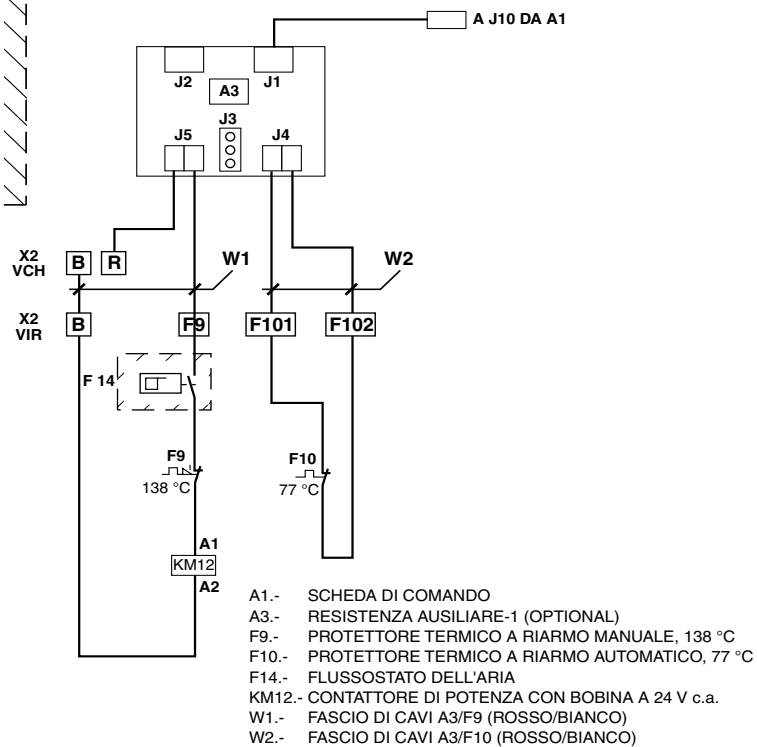 A J10 DA A1
J2
J1
A3
J3
J5
J4
X2
VCH
B
R
W1
W2
X2
VIR
B
F9
F101
F102
F 14
F9
138 °C
F10
77 °C
A1
KM12
A2
A1.- SCHEDA DI COMANDO
A3.- RESISTENZA AUSILIARE-1 (OPTIONAL)
F9.- PROTETTORE TERMICO A RIARMO MANUALE, 138 °C
F10.- PROTETTORE TERMICO A RIARMO AUTOMATICO, 77 °C
F14.- FLUSSOSTATO DELL'ARIA
KM12.- CONTATTORE DI POTENZA CON BOBINA A 24 V c.a.
W1.- FASCIO DI CAVI A3/F9 (ROSSO/BIANCO)
W2.- FASCIO DI CAVI A3/F10 (ROSSO/BIANCO)